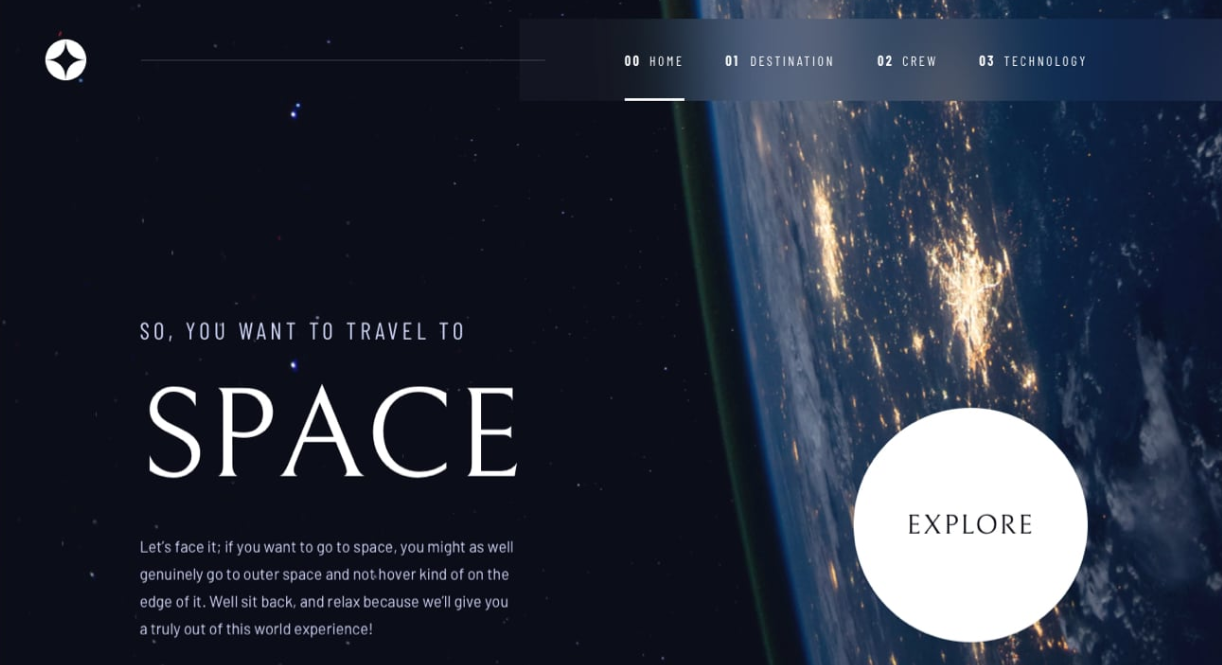 00 HOME 01 DESTINATION 02 CREW 03 TECHNOLOGY
SO, YOU WANT TO TRAVEL TO
SPACE
Let's face it; if you want to go to space, you might as well
genuinely go to outer space and not hover kind of on the
edge of it. Well sit back, and relax because we'll give you
a truly out of this world experience!
EXPLORE